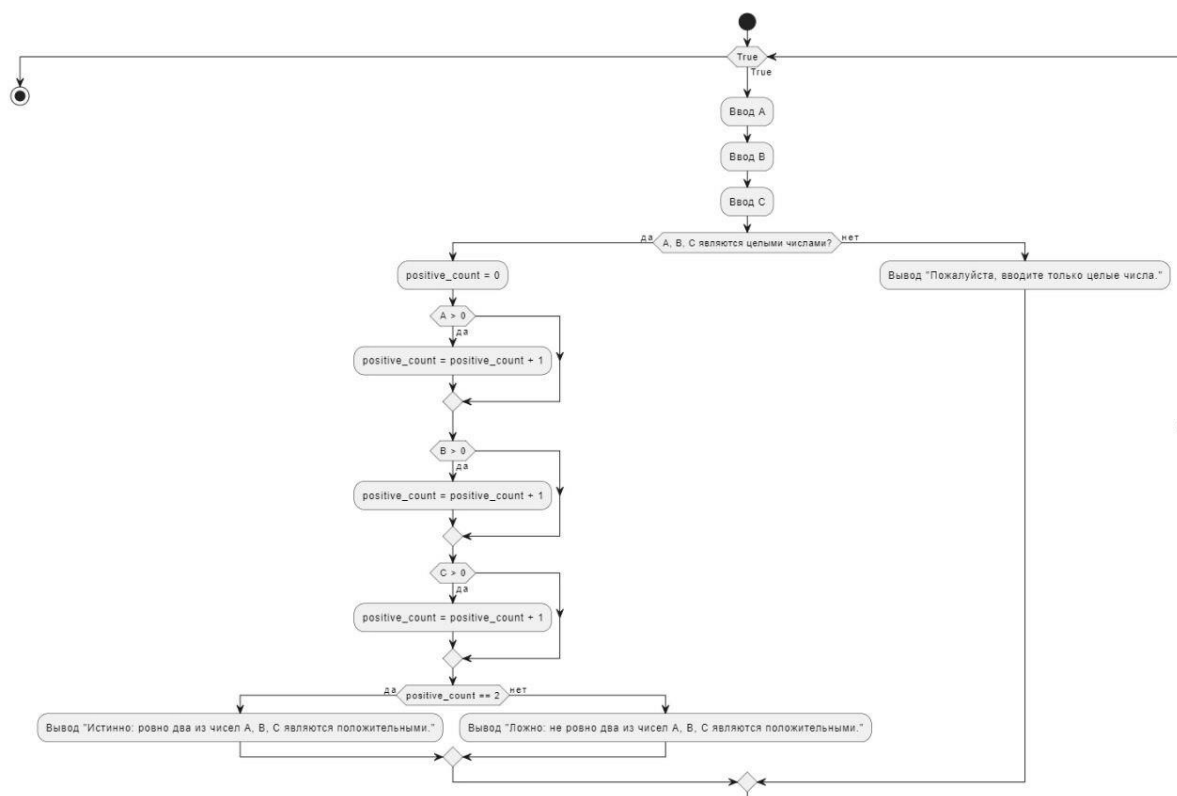 True
True
Ввод A
Ввод B
Ввод C
да
A, B, C являются целыми числами?
нет
positive_count = 0
Вывод "Пожалуйста, вводите только целые числа."
A > 0
да
positive_count = positive_count + 1
B > 0
да
positive_count = positive_count + 1
C > 0
да
positive_count = positive_count + 1
да
positive_count == 2
нет
Вывод "Истинно: ровно два из чисел A, B, C являются положительными."
Вывод "Ложно: не ровно два из чисел A, B, C являются положительными."